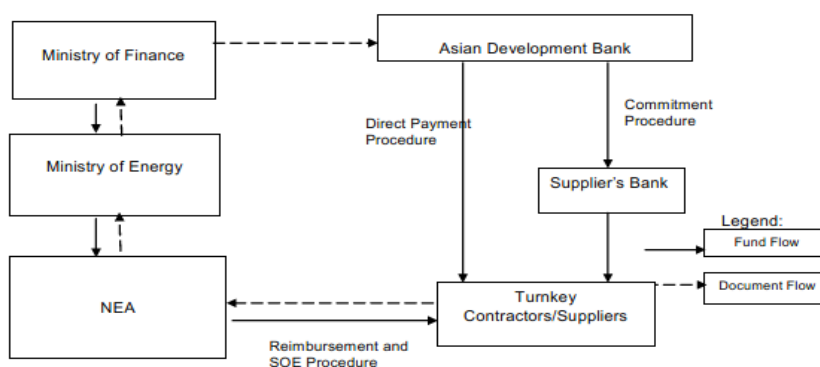 Ministry of Finance
Asian Development Bank
Direct Payment
Procedure
Commitment
Procedure
Ministry of Energy
Supplier's Bank
Legend:
Fund Flow
Document Flow
NEA
Turnkey
Contractors/Suppliers
Reimbursement and
SOE Procedure